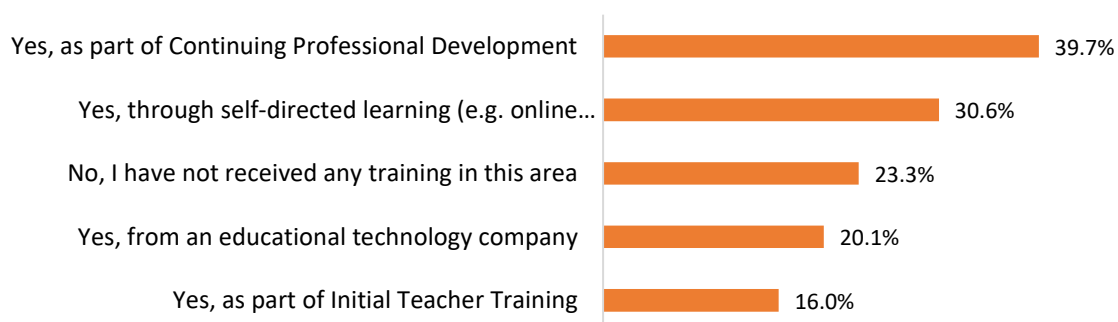 Yes, as part of Continuing Professional Development 39.7%
Yes, through self-directed learning (e.g. online... 30.6%
No, I have not received any training in this area 23.3%
Yes, from an educational technology company 20.1%
Yes, as part of Initial Teacher Training 16.0%